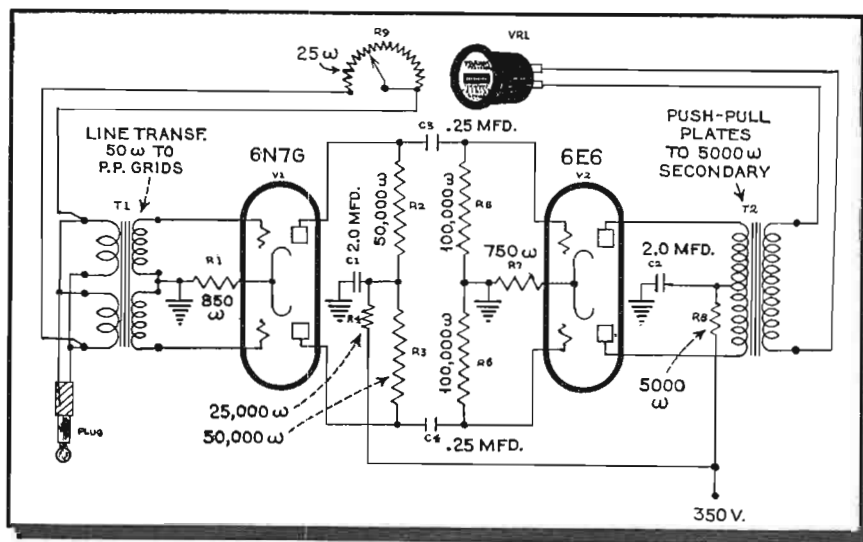 R9
25 ω
VR1
LINE TRANSF.
50 ω TO
P.P. GRIDS
T1
6N7G
V1
C3
.25 MFD.
6E6
V2
PUSH-PULL
PLATES
TO 5000 ω
SECONDARY
T2
2.0 MFD.
C1
50,000 ω
R2
100,000 ω
R6
750 ω
R7
2.0 MFD.
C2
R1
850
ω
R4
R3
100,000 ω
R6
R8
5000
ω
25,000 ω
50,000 ω
C4
.25 MFD.
PLUG
350 V.